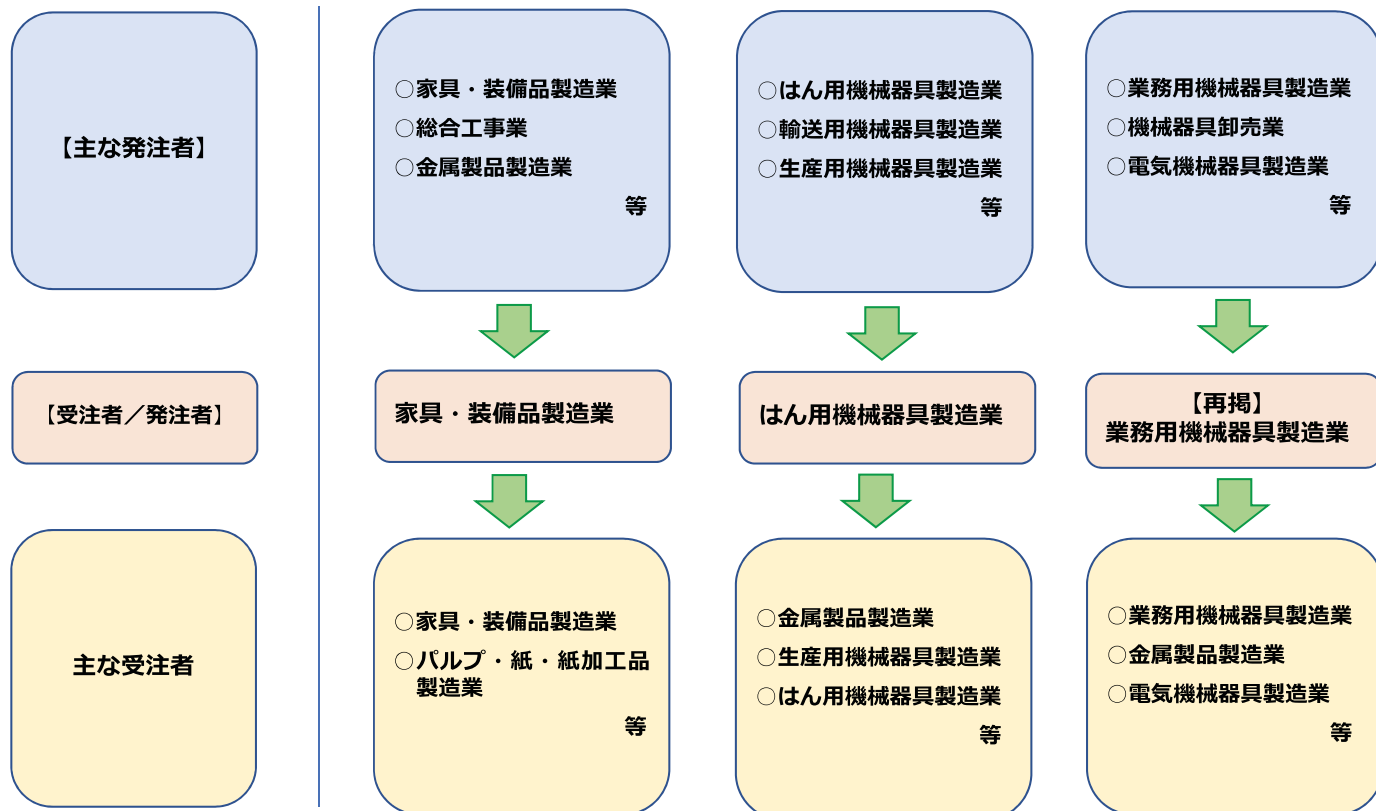 【主な発注者】
○家具・装備品製造業
○総合工事業
○金属製品製造業
等
○はん用機械器具製造業
○輸送用機械器具製造業
○生産用機械器具製造業
等
○業務用機械器具製造業
○機械器具卸売業
○電気機械器具製造業
等
【受注者／発注者】
家具・装備品製造業
はん用機械器具製造業
【再掲】
業務用機械器具製造業
主な受注者
○家具・装備品製造業
○パルプ・紙・紙加工品
製造業
等
○金属製品製造業
○生産用機械器具製造業
○はん用機械器具製造業
等
○業務用機械器具製造業
○金属製品製造業
○電気機械器具製造業
等